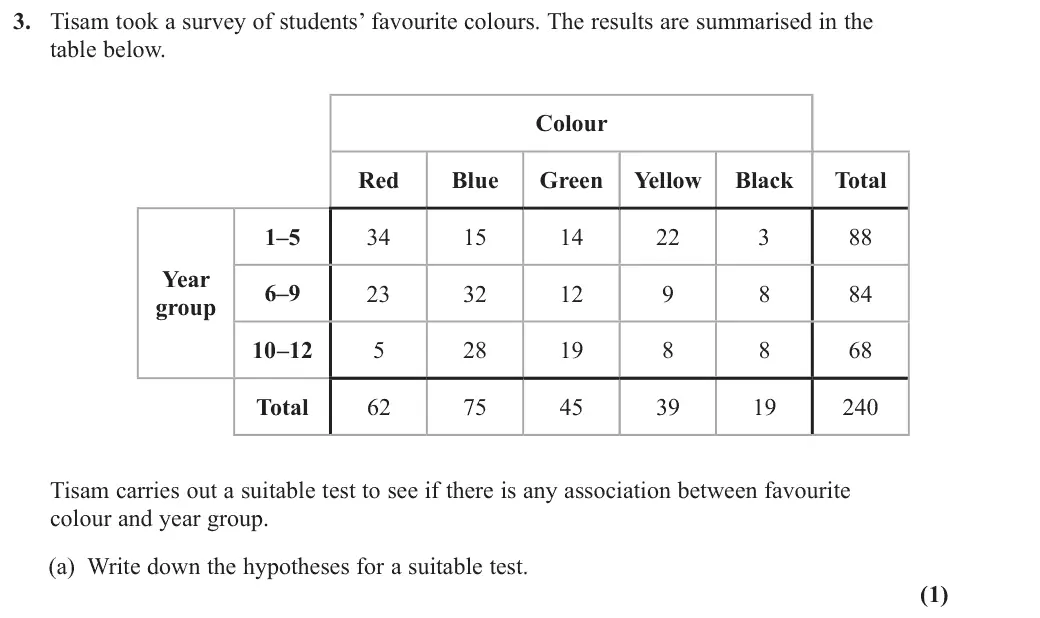 3. Tisam took a survey of students’ favourite colours. The results are summarised in the
table below.
Colour
Red Blue Green Yellow Black Total
Year group
1–5 34 15 14 22 3 88
6–9 23 32 12 9 8 84
10–12 5 28 19 8 8 68
Total 62 75 45 39 19 240
Tisam carries out a suitable test to see if there is any association between favourite
colour and year group.
(a) Write down the hypotheses for a suitable test.
(1)